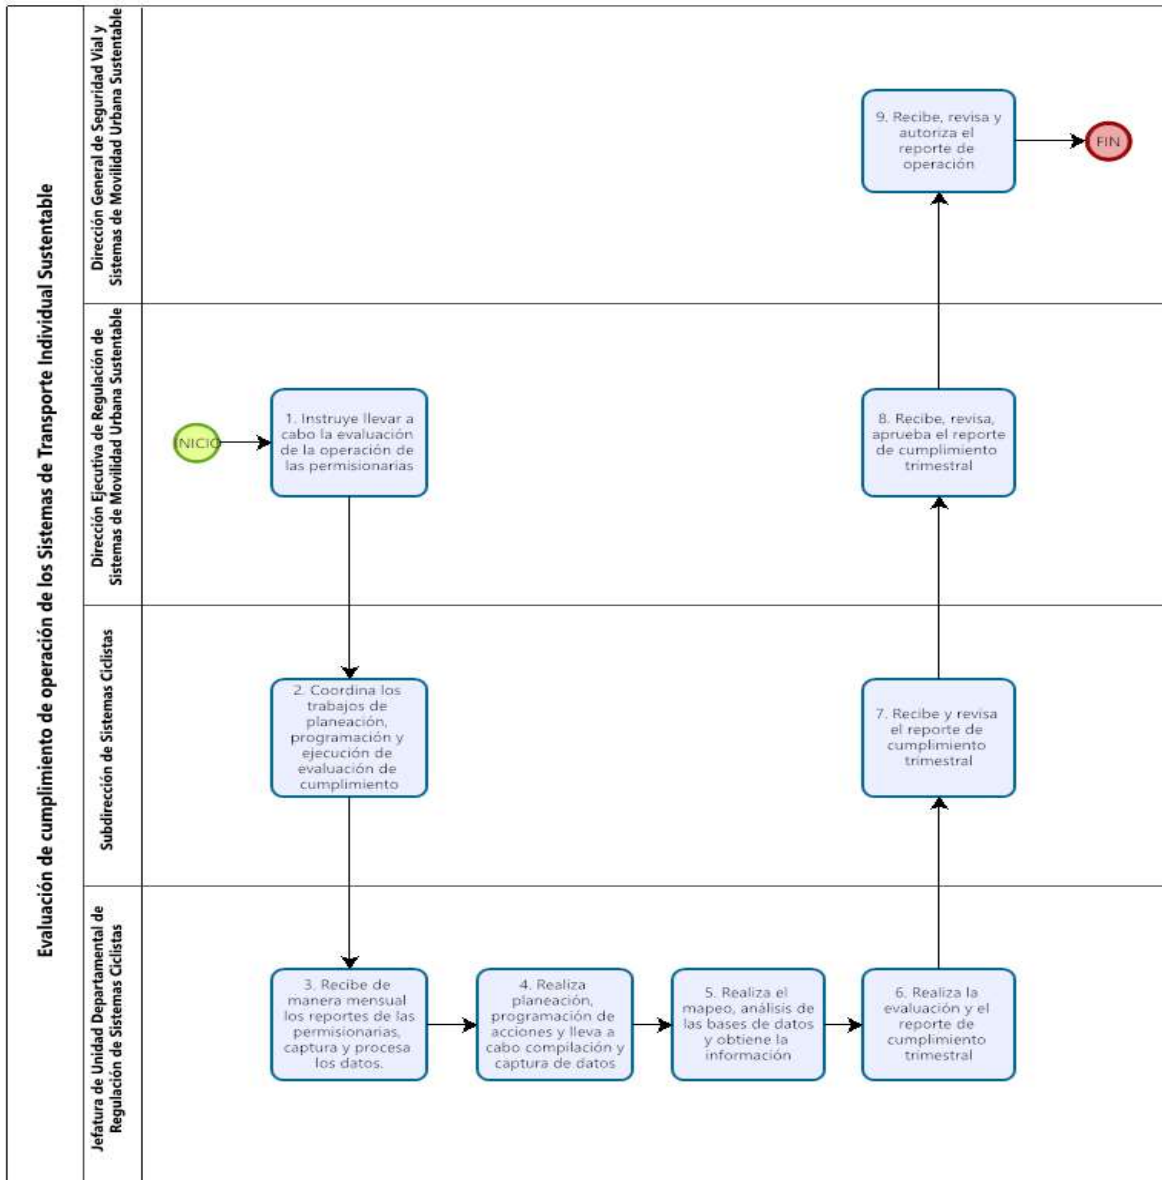 Evaluación de cumplimiento de operación de los Sistemas de Transporte Individual Sustentable
Dirección General de Seguridad Vial y
Sistemas de Movilidad Urbana Sustentable
9. Recibe, revisa y
autoriza el
reporte de
operación
FIN
Dirección Ejecutiva de Regulación de
Sistemas de Movilidad Urbana Sustentable
INICIO
1. Instruye llevar a
cabo la evaluación
de la operación de
las permisionarias
8. Recibe, revisa,
aprueba el reporte
de cumplimiento
trimestral
Subdirección de Sistemas Ciclistas
2. Coordina los
trabajos de
planeación,
programación y
ejecución de
evaluación de
cumplimiento
7. Recibe y revisa
el reporte de
cumplimiento
trimestral
Jefatura de Unidad Departamental de
Regulación de Sistemas Ciclistas
3. Recibe de
manera mensual
los reportes de las
permisionarias,
captura y procesa
los datos.
4. Realiza
planeación,
programación de
acciones y lleva a
cabo compilación y
captura de datos
5. Realiza el
mapeo, análisis de
las bases de datos
y obtiene la
información
6. Realiza la
evaluación y el
reporte de
cumplimiento
trimestral